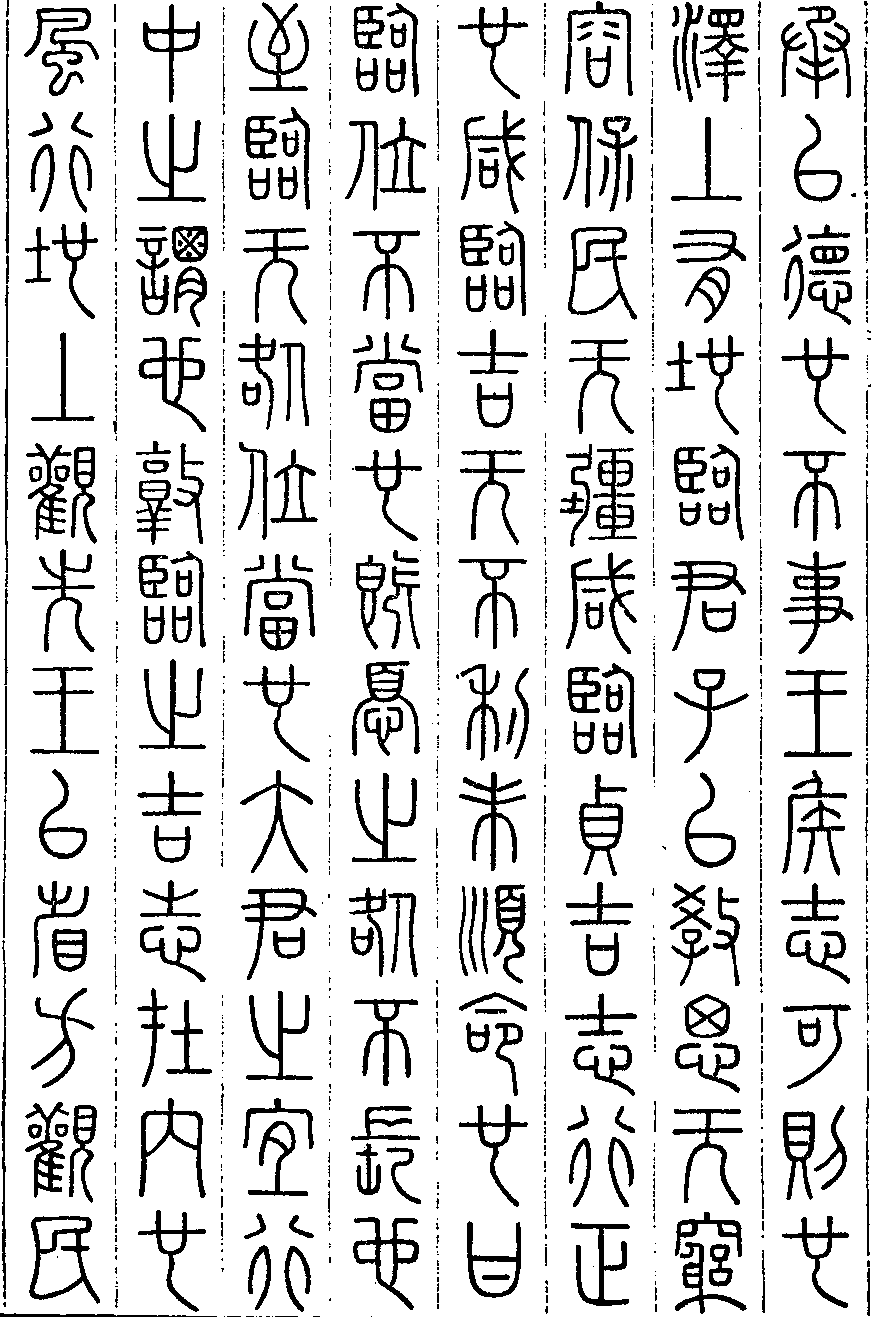 承以德也不事王侯志可則也
澤上有地臨君子以教思无窮
容保民无疆咸臨貞吉志行正
也咸臨吉无不利未順命也甘
臨位不當也既憂之咎不長也
至臨无咎位當也大君之宜行
中之謂也敦臨之吉志在內也
風行地上觀先王以省方觀民